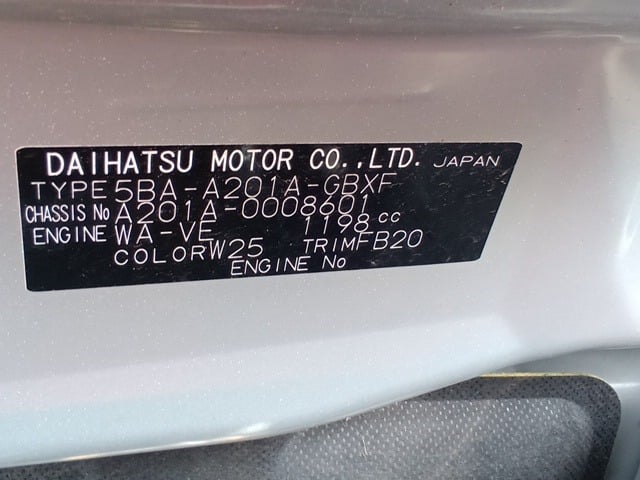 DAIHATSU MOTOR CO.,LTD. JAPAN
TYPE 5BA-A201A-GBXF
CHASSIS No A201A-0008601
ENGINE WA-VE 1198 cc
COLOR W25 TRIM FB20
ENGINE No